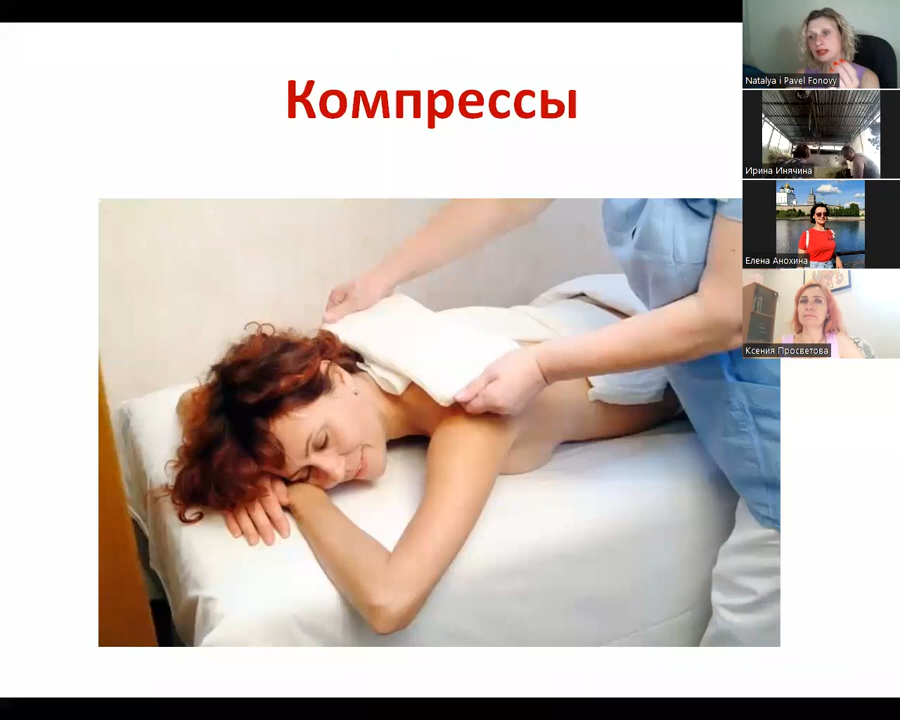 Компрессы
Natalya i Pavel Fonovy
Ирина Инячина
Елена Анохина
Ксения Просветова